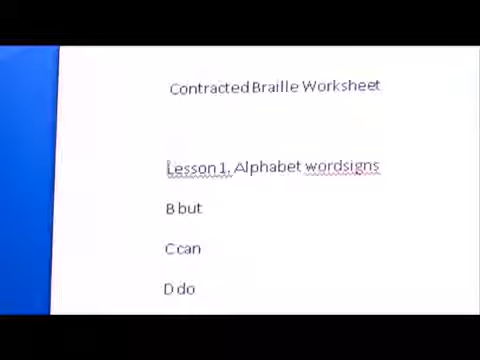 Contracted Braille Worksheet
Lesson 1. Alphabet wordsigns
B but
C can
D do